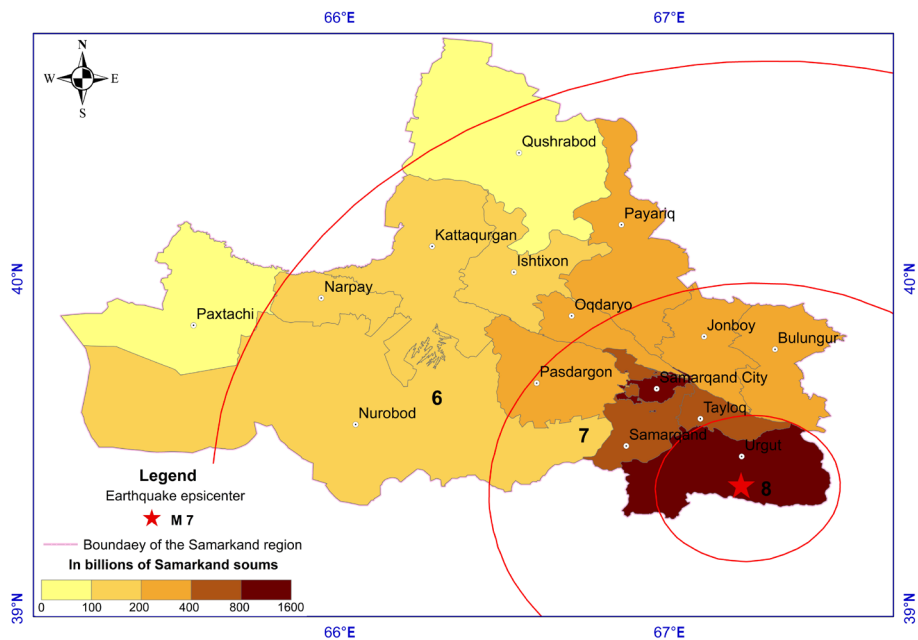 66°E 67°E
N
W E
S
Qushrabod
Payariq
Kattaqurgan
Ishtixon
40°N 40°N
Narpay
Oqdaryo
Paxtachi
Jonboy
Bulungur
Pasdargon
Samarqand City
6
Tayloq
Nurobod
7
Samarqand
Urgut
8
Legend
Earthquake epsicenter
M 7
Boundaey of the Samarkand region
In billions of Samarkand soums
0 100 200 400 800 1600
39°N 39°N
66°E 67°E